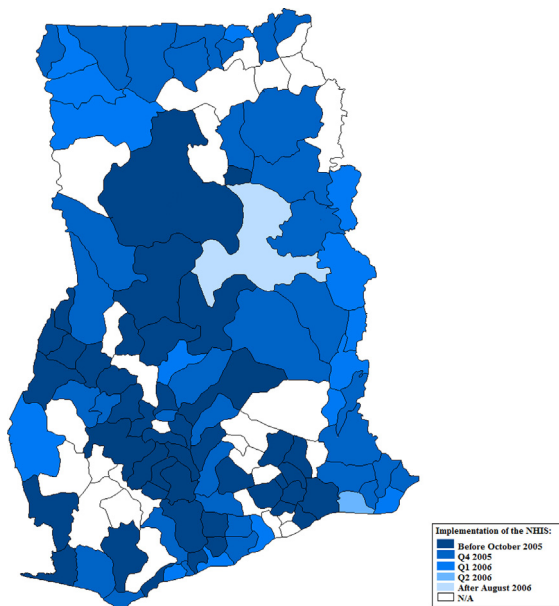 Implementation of the NHIS:
Before October 2005
Q4 2005
Q1 2006
Q2 2006
After August 2006
N/A